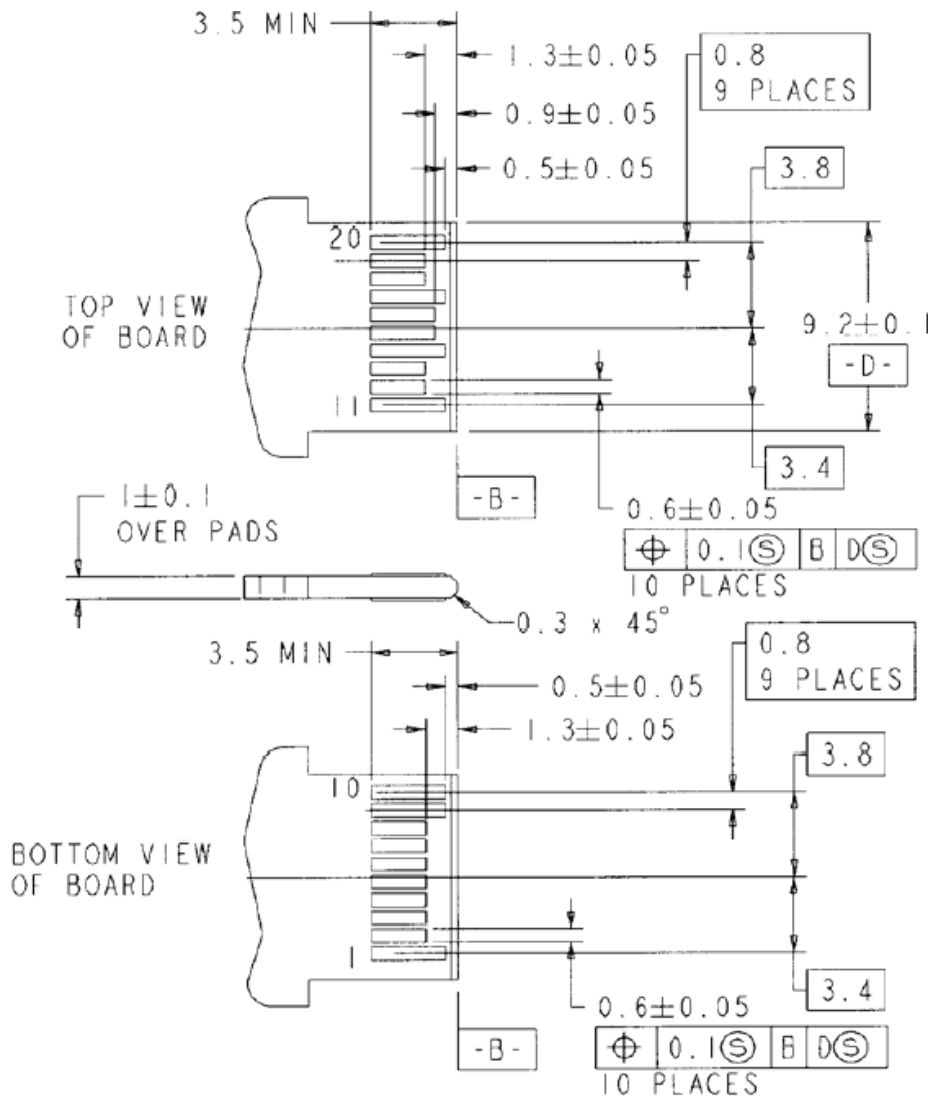 3.5 MIN
1.3±0.05
0.8
9 PLACES
0.9±0.05
0.5±0.05
3.8
20
TOP VIEW
OF BOARD
9.2±0.1
-D-
11
3.4
1±0.1
OVER PADS
-B-
0.6±0.05
⌖ 0.1Ⓢ B DⓈ
10 PLACES
0.3 x 45°
3.5 MIN
0.8
9 PLACES
0.5±0.05
1.3±0.05
3.8
10
BOTTOM VIEW
OF BOARD
1
3.4
0.6±0.05
-B-
⌖ 0.1Ⓢ B DⓈ
10 PLACES